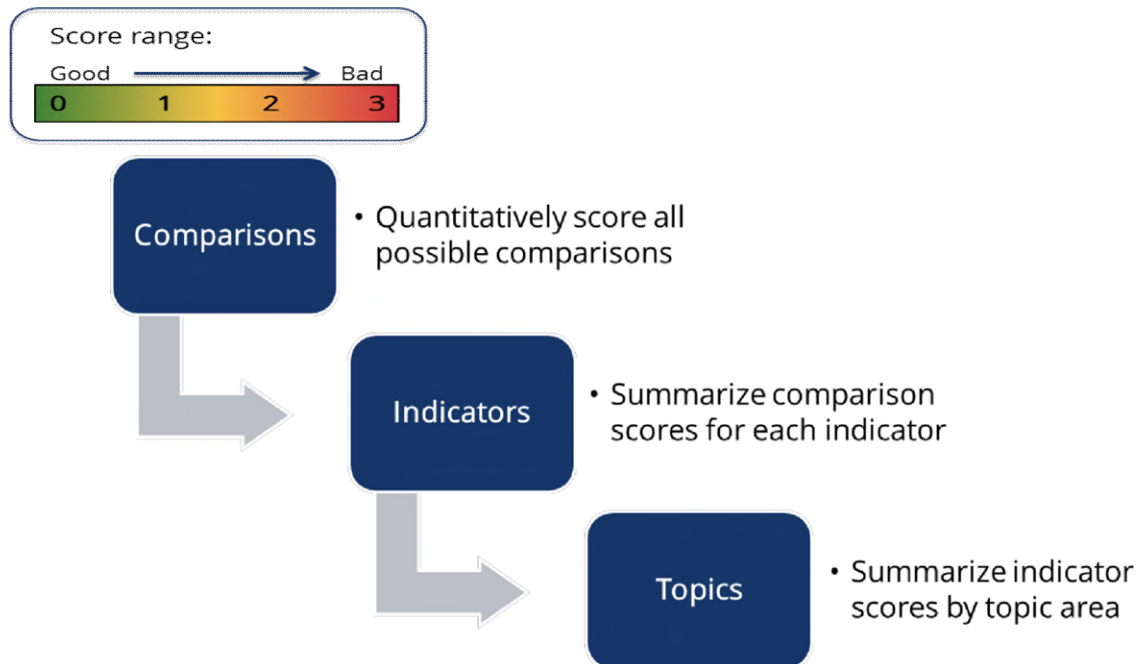 Score range:
Good Bad
0 1 2 3
Comparisons
• Quantitatively score all
possible comparisons
Indicators
• Summarize comparison
scores for each indicator
Topics
• Summarize indicator
scores by topic area